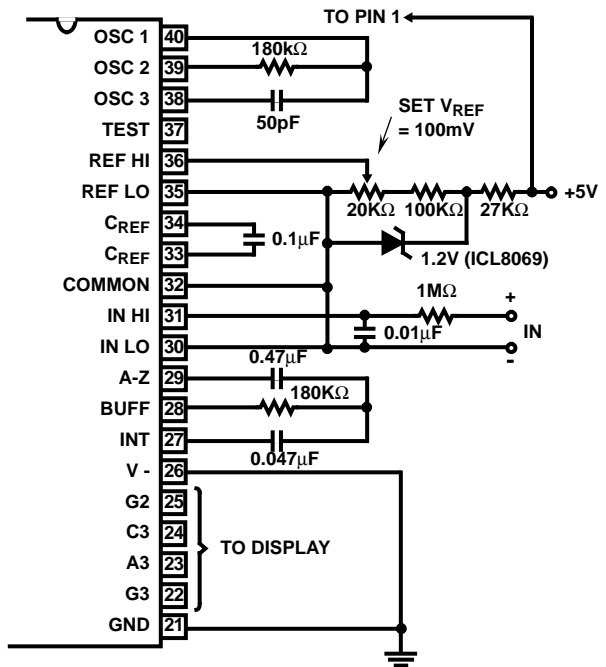 TO PIN 1
OSC 1 40
180kΩ
OSC 2 39
OSC 3 38
50pF
TEST 37
SET VREF
= 100mV
REF HI 36
REF LO 35
+5V
20KΩ 100KΩ 27KΩ
CREF 34
0.1µF
CREF 33
1.2V (ICL8069)
COMMON 32
1MΩ
IN HI 31
+
0.01µF
IN
IN LO 30
-
0.47µF
A-Z 29
180KΩ
BUFF 28
INT 27
0.047µF
V - 26
G2 25
C3 24
TO DISPLAY
A3 23
G3 22
GND 21